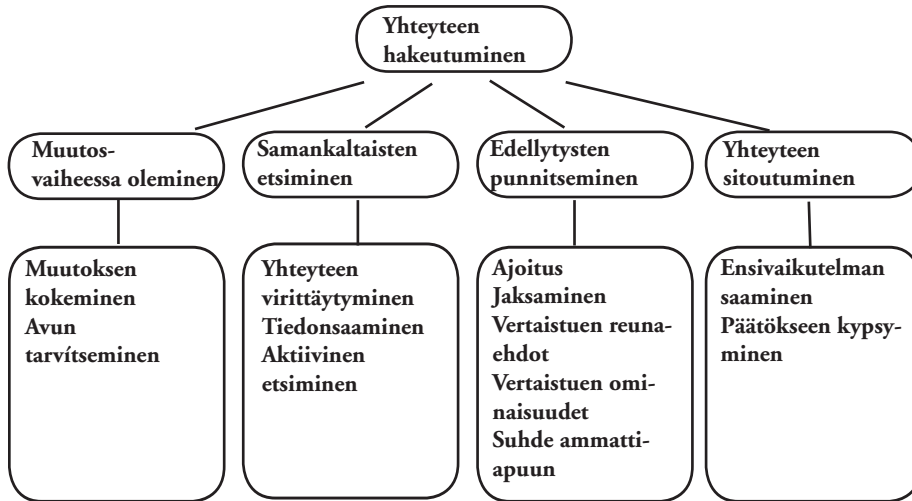 Yhteyteen
hakeutuminen
Muutos-
vaiheessa oleminen
Samankaltaisten
etsiminen
Edellytysten
punnitseminen
Yhteyteen
sitoutuminen
Muutoksen
kokeminen
Avun
tarvítseminen
Yhteyteen
virittäytyminen
Tiedonsaaminen
Aktiivinen
etsiminen
Ajoitus
Jaksaminen
Vertaistuen reuna-
ehdot
Vertaistuen omi-
naisuudet
Suhde ammatti-
apuun
Ensivaikutelman
saaminen
Päätökseen kypsy-
minen